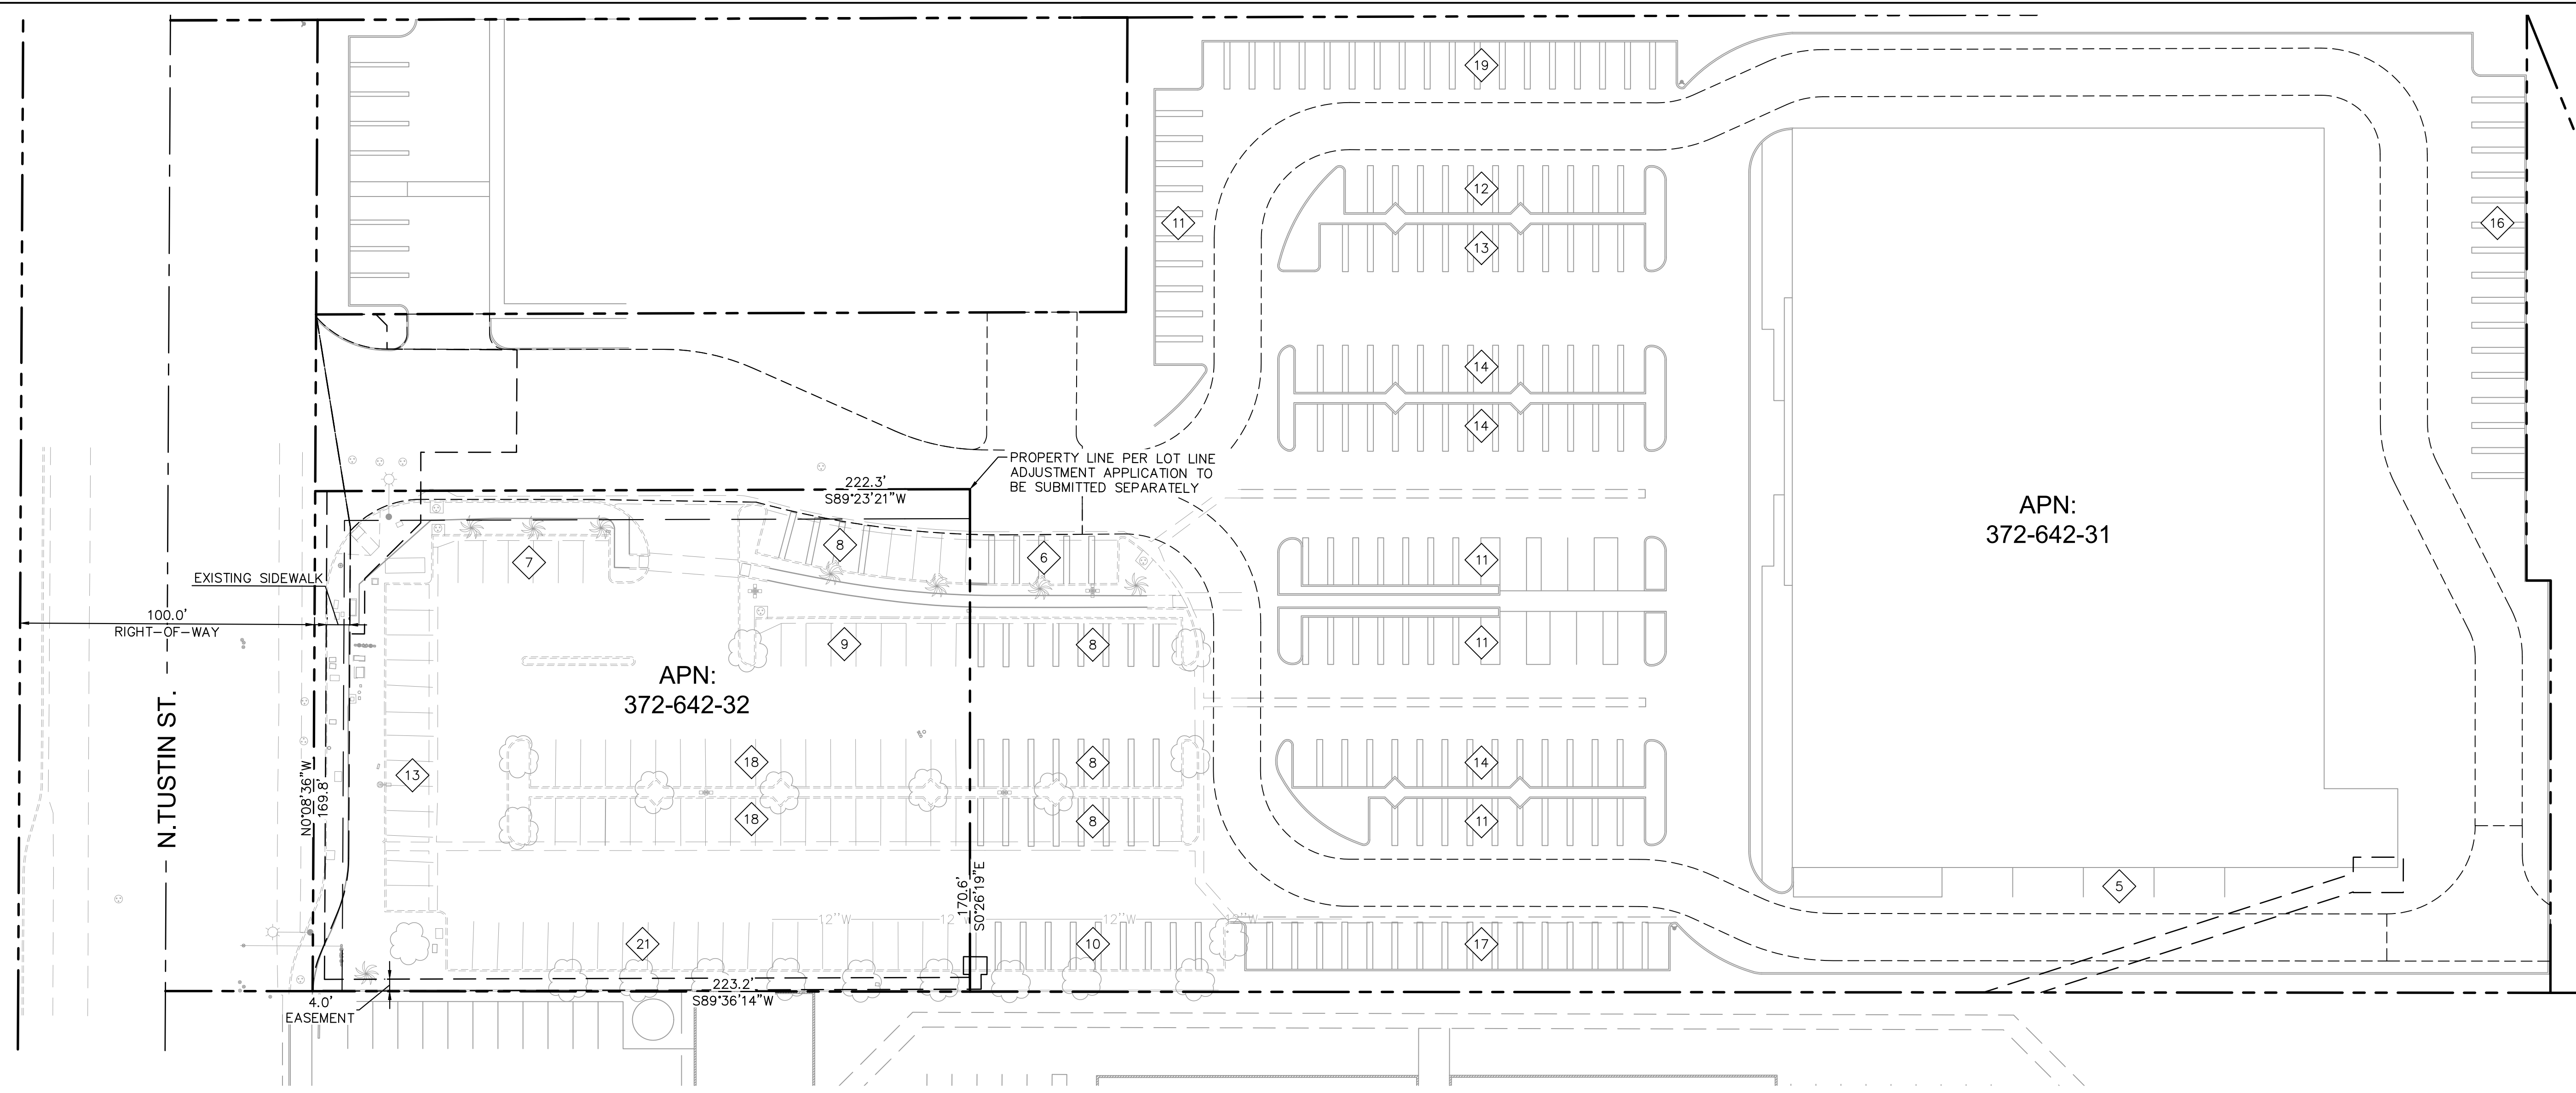 19
12
11
13
16
14
14
PROPERTY LINE PER LOT LINE
ADJUSTMENT APPLICATION TO
BE SUBMITTED SEPARATELY
222.3'
S89°23'21"W
APN:
372-642-31
7
8
6
11
EXISTING SIDEWALK
100.0'
RIGHT-OF-WAY
9
8
11
APN:
372-642-32
N.TUSTIN ST.
N0°08'36"W
169.8'
13
18
8
14
18
8
11
170.6'
S0°26'19"E
5
12"W
12"W
12"W
21
10
17
223.2'
S89°36'14"W
4.0'
EASEMENT